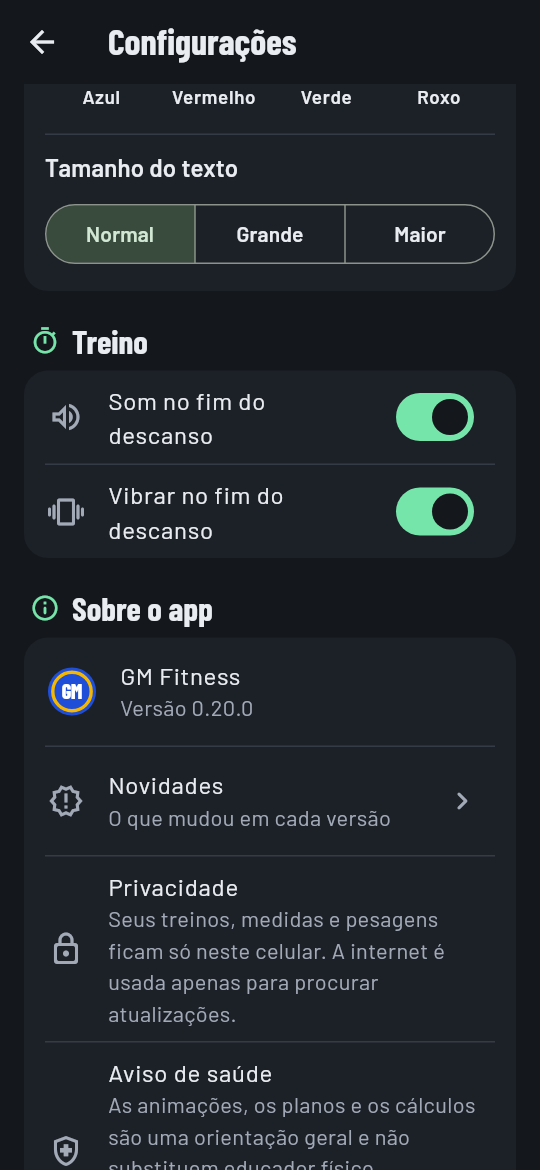 Configurações
Azul Vermelho Verde Roxo
Tamanho do texto
Normal Grande Maior
Treino
Som no fim do
descanso
Vibrar no fim do
descanso
Sobre o app
GM
GM Fitness
Versão 0.20.0
Novidades
O que mudou em cada versão
Privacidade
Seus treinos, medidas e pesagens
ficam só neste celular. A internet é
usada apenas para procurar
atualizações.
Aviso de saúde
As animações, os planos e os cálculos
são uma orientação geral e não
substituem educador físico